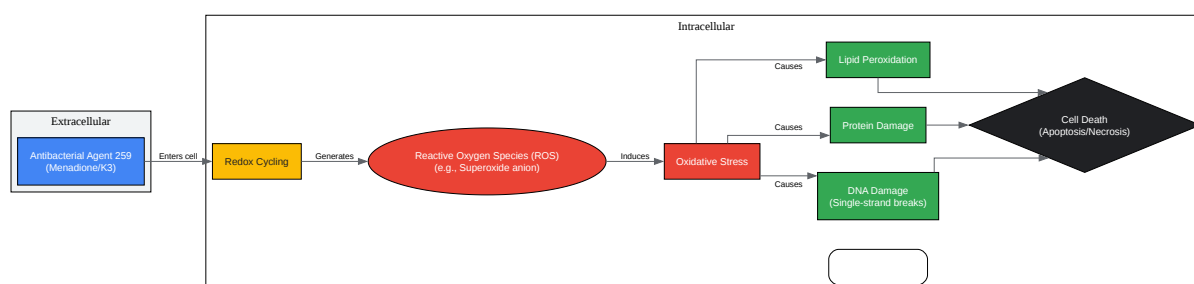 Intracellular
Extracellular
Antibacterial Agent 259
(Menadione/K3)
Enters cell
Redox Cycling
Generates
Reactive Oxygen Species (ROS)
(e.g., Superoxide anion)
Induces
Oxidative Stress
Causes
Lipid Peroxidation
Causes
Protein Damage
Causes
DNA Damage
(Single-strand breaks)
Cell Death
(Apoptosis/Necrosis)